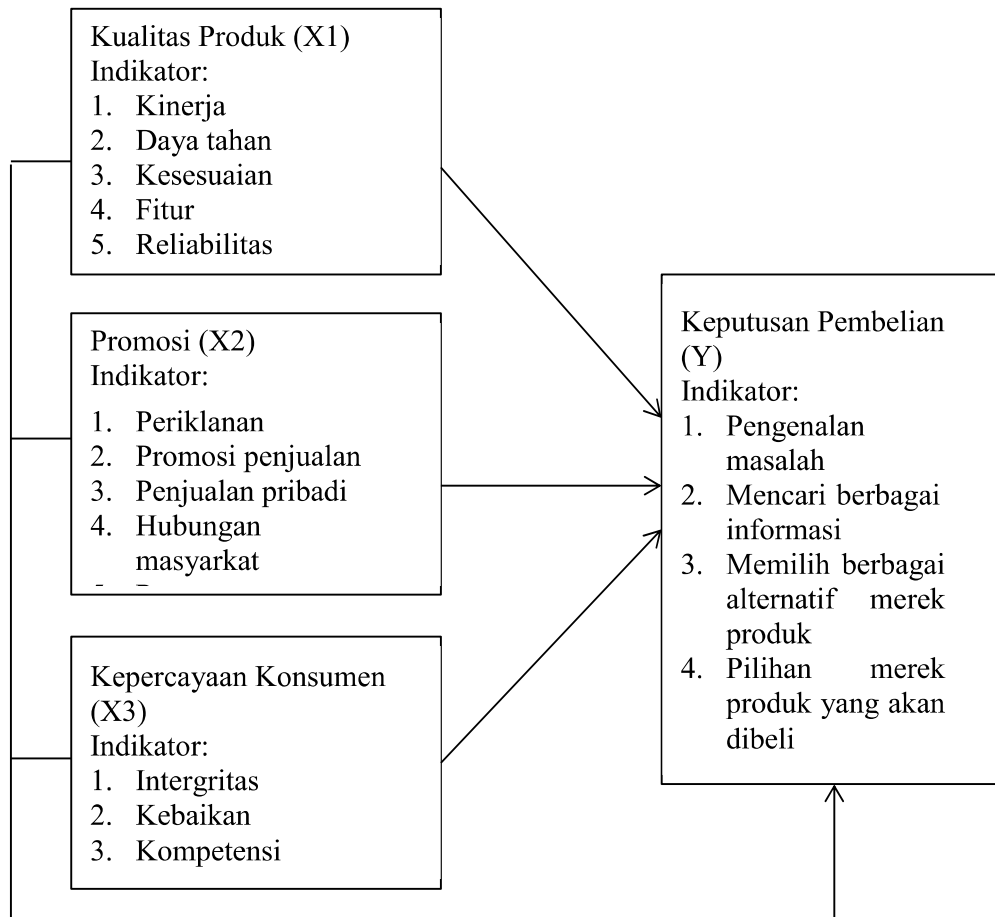 Kualitas Produk (X1)
Indikator:
1. Kinerja
2. Daya tahan
3. Kesesuaian
4. Fitur
5. Reliabilitas
Promosi (X2)
Indikator:
1. Periklanan
2. Promosi penjualan
3. Penjualan pribadi
4. Hubungan
masyarkat
Kepercayaan Konsumen
(X3)
Indikator:
1. Intergritas
2. Kebaikan
3. Kompetensi
Keputusan Pembelian
(Y)
Indikator:
1. Pengenalan
masalah
2. Mencari berbagai
informasi
3. Memilih berbagai
alternatif merek
produk
4. Pilihan merek
produk yang akan
dibeli